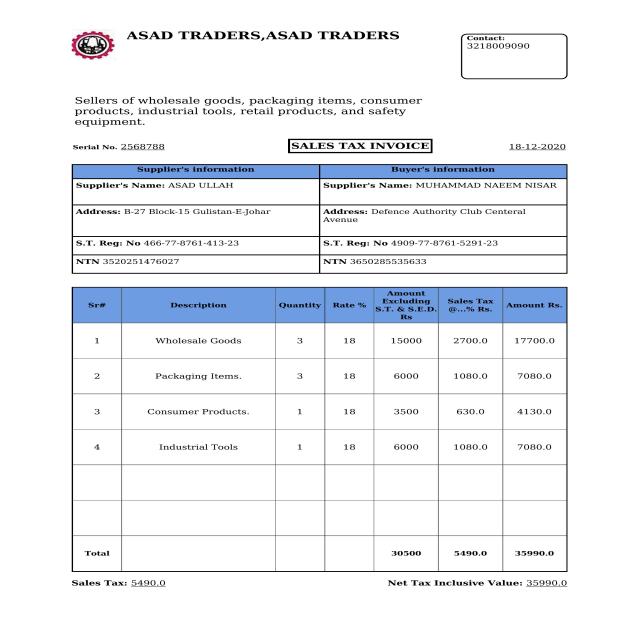 ASAD TRADERS,ASAD TRADERS
Contact:
3218009090
Sellers of wholesale goods, packaging items, consumer
products, industrial tools, retail products, and safety
equipment.
Serial No. 2568788 SALES TAX INVOICE 18-12-2020
Supplier's information Buyer's information
Supplier's Name: ASAD ULLAH Supplier's Name: MUHAMMAD NAEEM NISAR
Address: B-27 Block-15 Gulistan-E-Johar Address: Defence Authority Club Centeral
Avenue
S.T. Reg: No 466-77-8761-413-23 S.T. Reg: No 4909-77-8761-5291-23
NTN 3520251476027 NTN 3650285535633
Sr# Description Quantity Rate % Amount Excluding S.T. & S.E.D. Rs Sales Tax @...% Rs. Amount Rs.
1 Wholesale Goods 3 18 15000 2700.0 17700.0
2 Packaging Items. 3 18 6000 1080.0 7080.0
3 Consumer Products. 1 18 3500 630.0 4130.0
4 Industrial Tools 1 18 6000 1080.0 7080.0
Total 30500 5490.0 35990.0
Sales Tax: 5490.0 Net Tax Inclusive Value: 35990.0